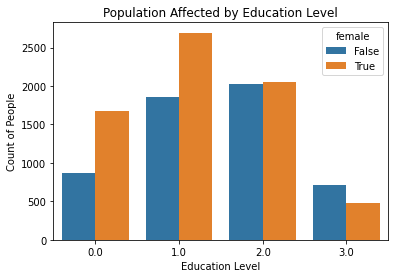 Population Affected by Education Level
female
False
True
Count of People
2500
2000
1500
1000
500
0
0.0 1.0 2.0 3.0
Education Level